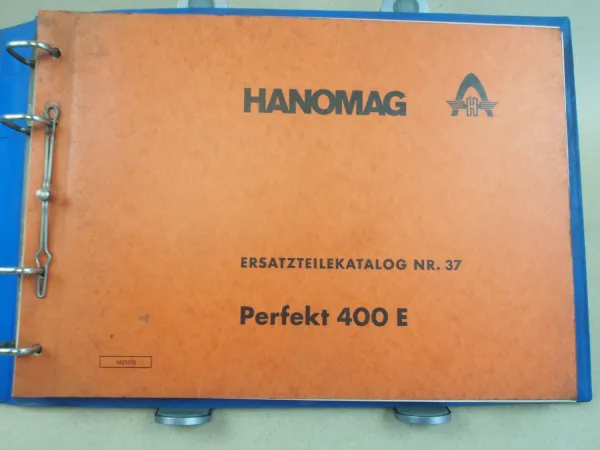 HANOMAG
H
ERSATZTEILEKATALOG NR. 37
Perfekt 400 E